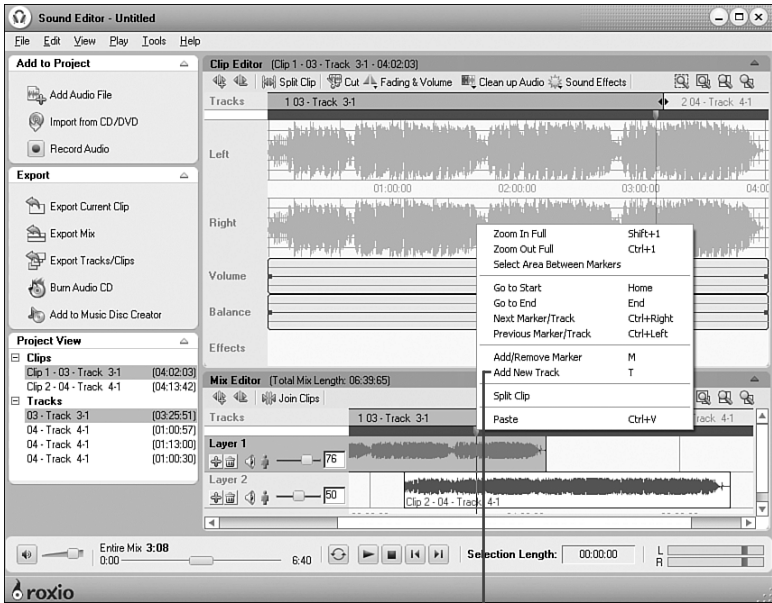 Sound Editor - Untitled
File Edit View Play Tools Help
Add to Project
Add Audio File
Import from CD/DVD
Record Audio
Export
Export Current Clip
Export Mix
Export Tracks/Clips
Burn Audio CD
Add to Music Disc Creator
Project View
Clips
Clip 1 - 03 - Track 3-1 (04:02:03)
Clip 2 - 04 - Track 4-1 (04:13:42)
Tracks
03 - Track 3-1 (03:25:51)
04 - Track 4-1 (01:00:57)
04 - Track 4-1 (01:13:00)
04 - Track 4-1 (01:00:30)
Clip Editor (Clip 1 - 03 - Track 3-1 - 04:02:03)
Split Clip Cut Fading & Volume Clean up Audio Sound Effects
Tracks 1 03 - Track 3-1 2 04 - Track 4-1
Left
01:00:00 02:00:00 03:00:00 04:00
Right
Volume
Balance
Effects
Zoom In Full Shift+1
Zoom Out Full Ctrl+1
Select Area Between Markers
Go to Start Home
Go to End End
Next Marker/Track Ctrl+Right
Previous Marker/Track Ctrl+Left
Add/Remove Marker M
Add New Track T
Split Clip
Paste Ctrl+V
Mix Editor (Total Mix Length: 06:39:65)
Join Clips
Tracks 1 03 - Track 3-1 rack 4-1
Layer 1
76
Layer 2
50
Clip 2 - 04 - Track 4-1
Entire Mix 3:08
0:00 6:40
Selection Length: 00:00:00
L
R
roxio